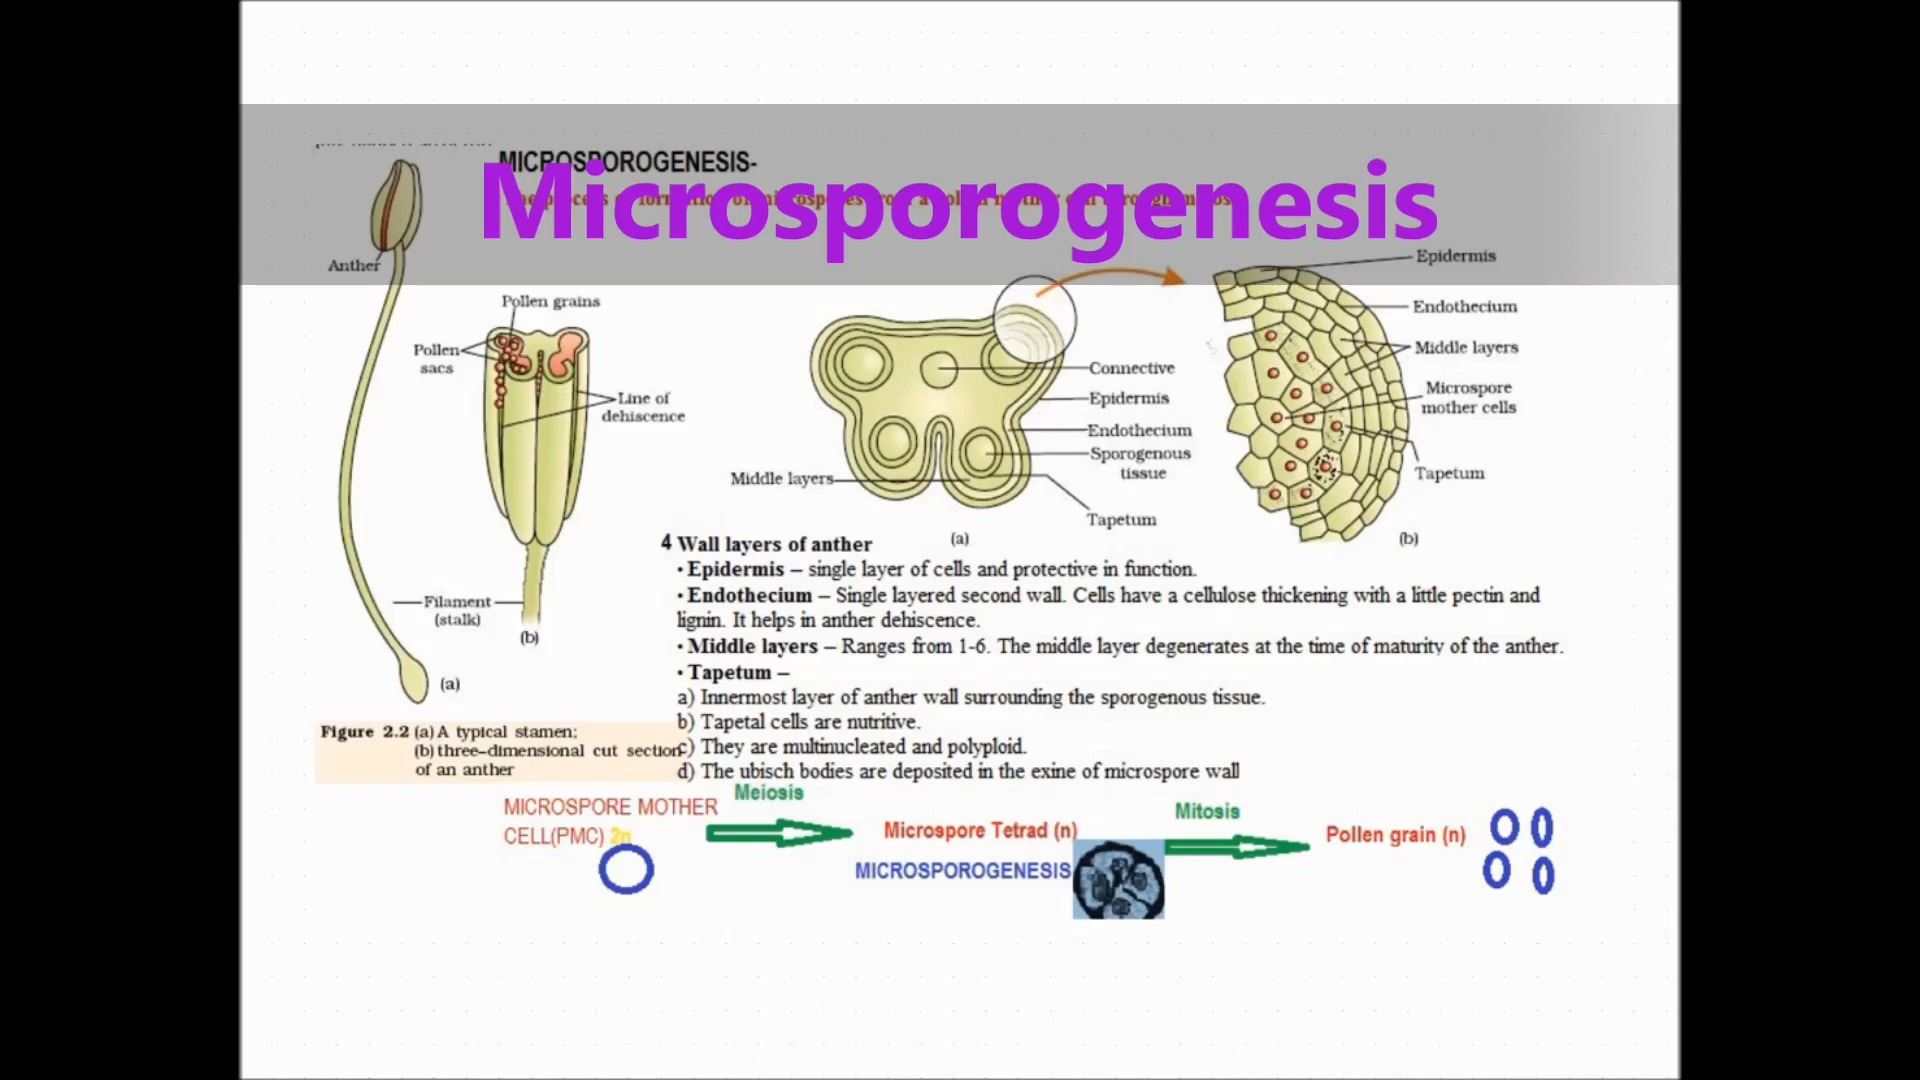 MICROSPOROGENESIS-
Microsporogenesis
Anther
Pollen grains
Pollen
sacs
Line of
dehiscence
Filament
(stalk)
(b)
(a)
Figure 2.2 (a) A typical stamen;
(b) three-dimensional cut section
of an anther
Connective
Epidermis
Endothecium
Sporogenous
tissue
Middle layers
Tapetum
(a)
Epidermis
Endothecium
Middle layers
Microspore
mother cells
Tapetum
(b)
4 Wall layers of anther
• Epidermis – single layer of cells and protective in function.
• Endothecium – Single layered second wall. Cells have a cellulose thickening with a little pectin and
lignin. It helps in anther dehiscence.
• Middle layers – Ranges from 1-6. The middle layer degenerates at the time of maturity of the anther.
• Tapetum –
a) Innermost layer of anther wall surrounding the sporogenous tissue.
b) Tapetal cells are nutritive.
c) They are multinucleated and polyploid.
d) The ubisch bodies are deposited in the exine of microspore wall
MICROSPORE MOTHER
CELL(PMC) 2n
Meiosis
Microspore Tetrad (n)
MICROSPOROGENESIS
Mitosis
Pollen grain (n)